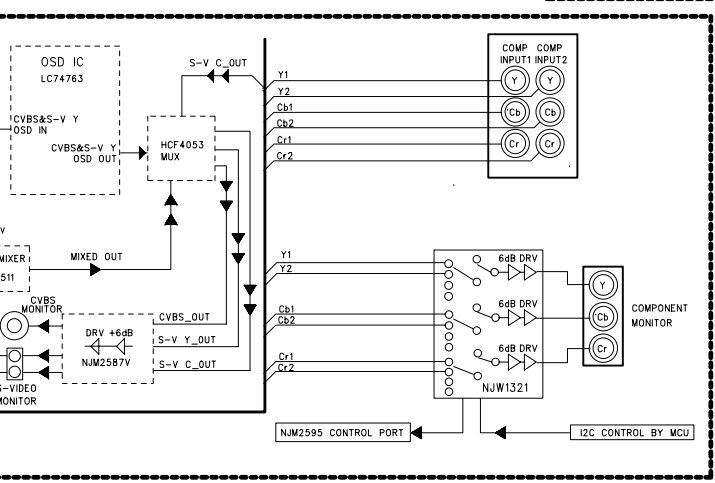 OSD IC
LC74763
CVBS&S-V Y
OSD IN
CVBS&S-V Y
OSD OUT
S-V C_OUT
HCF4053
MUX
Y1
Y2
Cb1
Cb2
Cr1
Cr2
COMP COMP
INPUT1 INPUT2
Y Y
Cb Cb
Cr Cr
V
MIXER
511
MIXED OUT
CVBS
MONITOR
DRV +6dB
NJM2587V
CVBS_OUT
S-V Y_OUT
S-V C_OUT
S-VIDEO
MONITOR
Y1
Y2
Cb1
Cb2
Cr1
Cr2
6dB DRV
6dB DRV
6dB DRV
NJW1321
Y
Cb
Cr
COMPONENT
MONITOR
NJM2595 CONTROL PORT
I2C CONTROL BY MCU